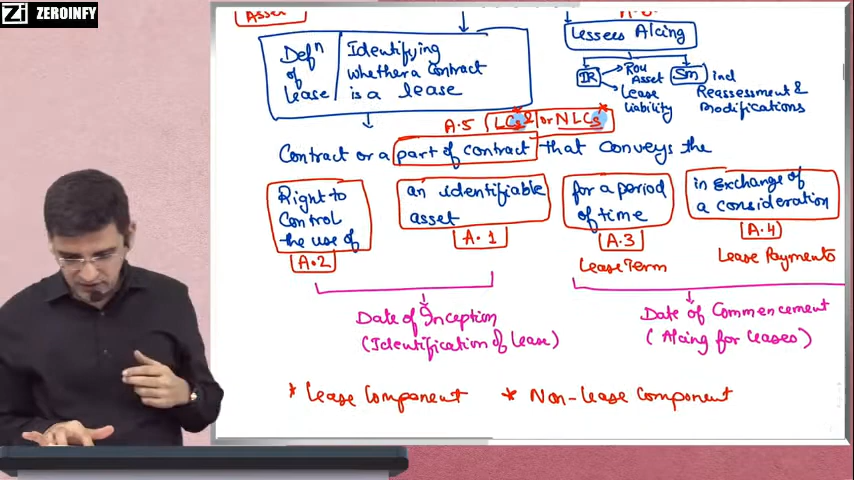 Zi ZEROINFY
Asset
Defn of Lease
Identifying whether a contract is a lease
Lessees A/cing
IR
ROU Asset
Lease liability
SM incl Reassessment & Modifications
A.5 LCs & / or NLCs
Contract or a part of contract that conveys the
Right to control the use of
A.2
an identifiable asset
A.1
for a period of time
A.3
Lease Term
in exchange of a consideration
A.4
Lease Payments
Date of Inception
(Identification of lease)
Date of Commencement
(A/cing for leases)
* Lease Component * Non-Lease Component